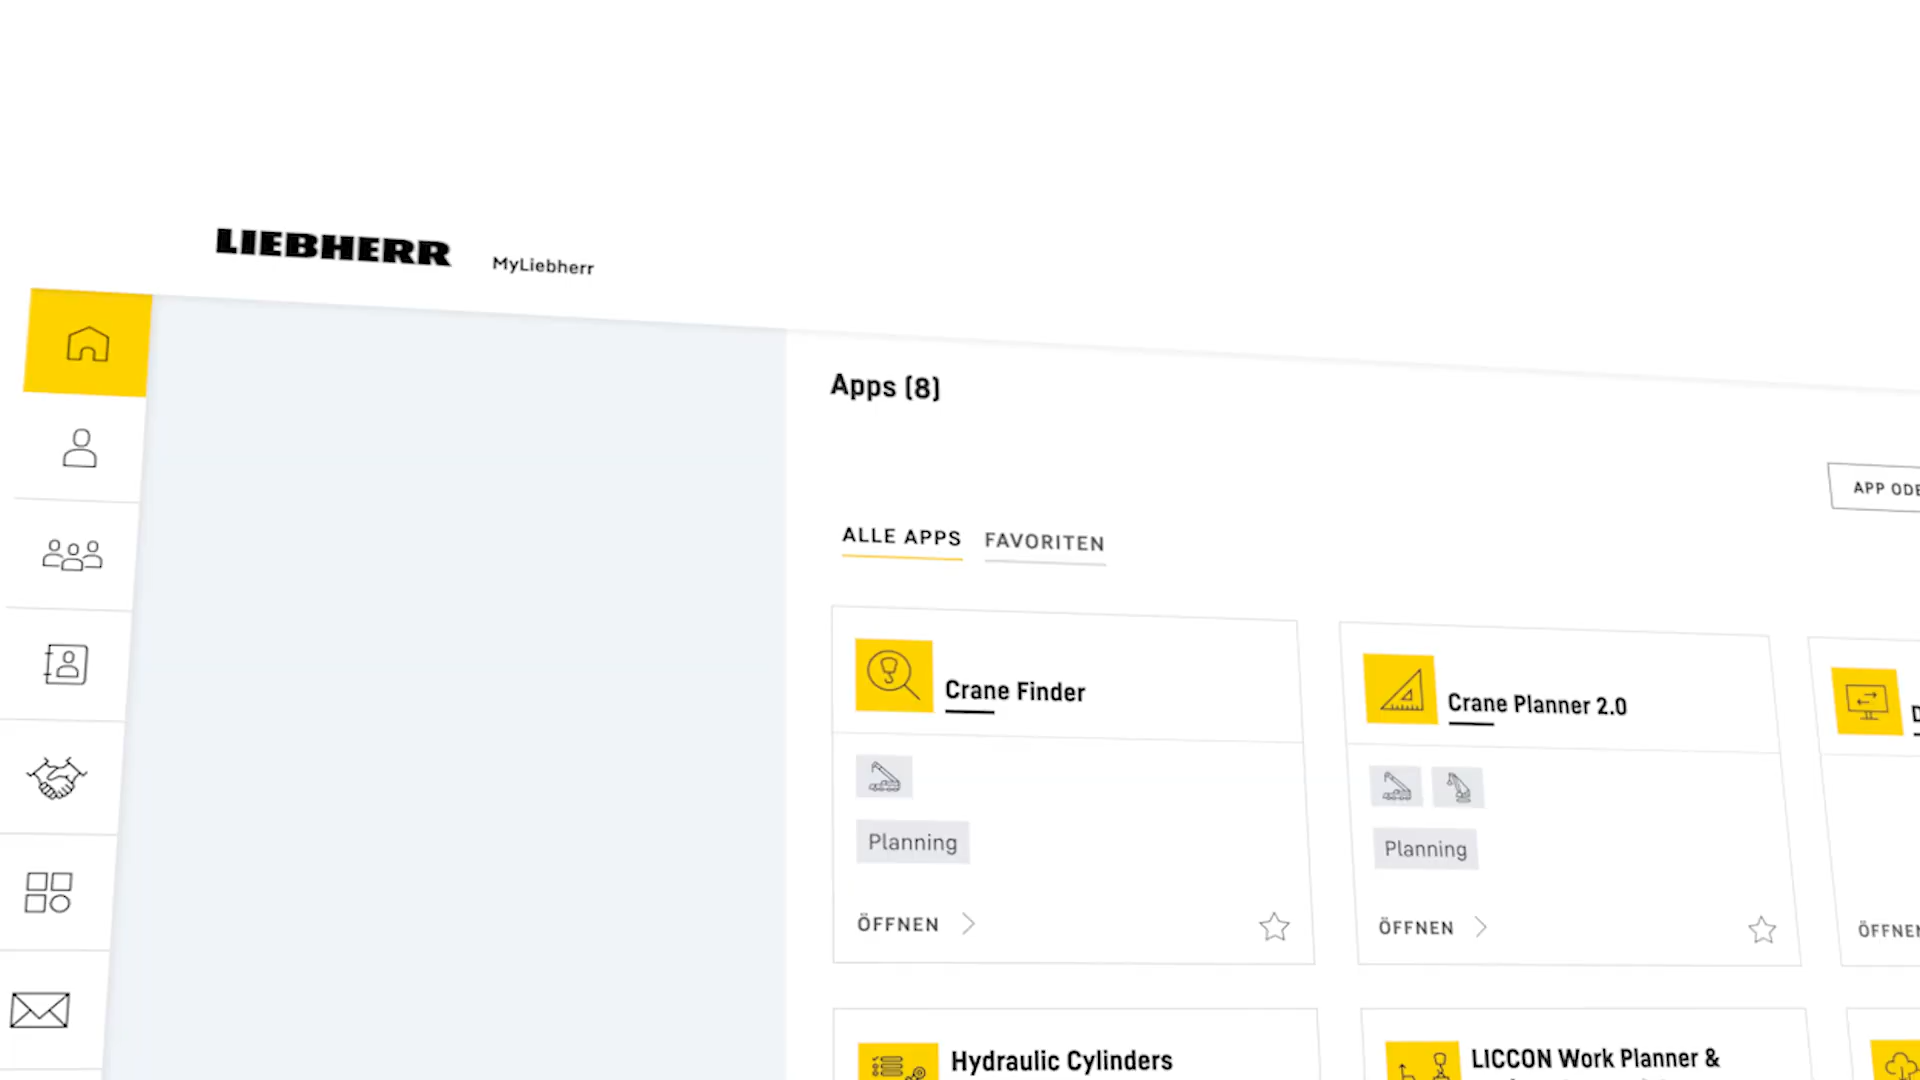 LIEBHERR MyLiebherr
Apps (8)
APP ODE
ALLE APPS FAVORITEN
Crane Finder
Crane Planner 2.0
Planning
Planning
ÖFFNEN
ÖFFNEN
ÖFFNEN
Hydraulic Cylinders
LICCON Work Planner &